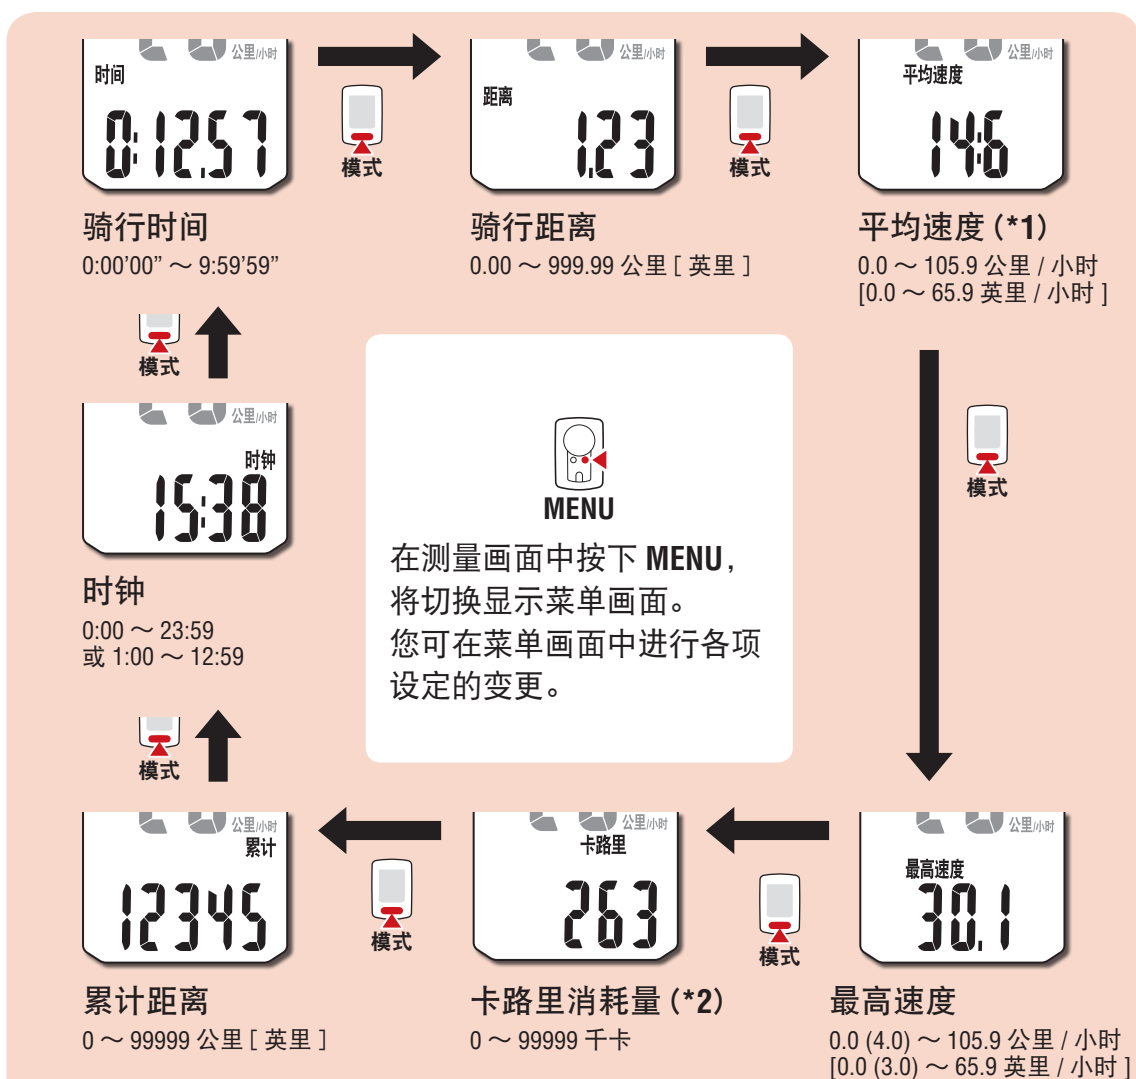 公里/小时
时间
0:12.57
模式
骑行时间
0:00'00” ～ 9:59'59”
公里/小时
距离
1.23
模式
骑行距离
0.00 ～ 999.99 公里 [ 英里 ]
公里/小时
平均速度
14:6
平均速度 (*1)
0.0 ～ 105.9 公里 / 小时
[0.0 ～ 65.9 英里 / 小时 ]
模式
公里/小时
最高速度
30.1
最高速度
0.0 (4.0) ～ 105.9 公里 / 小时
[0.0 (3.0) ～ 65.9 英里 / 小时 ]
模式
公里/小时
卡路里
263
卡路里消耗量 (*2)
0 ～ 99999 千卡
模式
公里/小时
累计
12345
累计距离
0 ～ 99999 公里 [ 英里 ]
模式
公里/小时
时钟
15:38
时钟
0:00 ～ 23:59
或 1:00 ～ 12:59
模式
MENU
在测量画面中按下 MENU，
将切换显示菜单画面。
您可在菜单画面中进行各项
设定的变更。